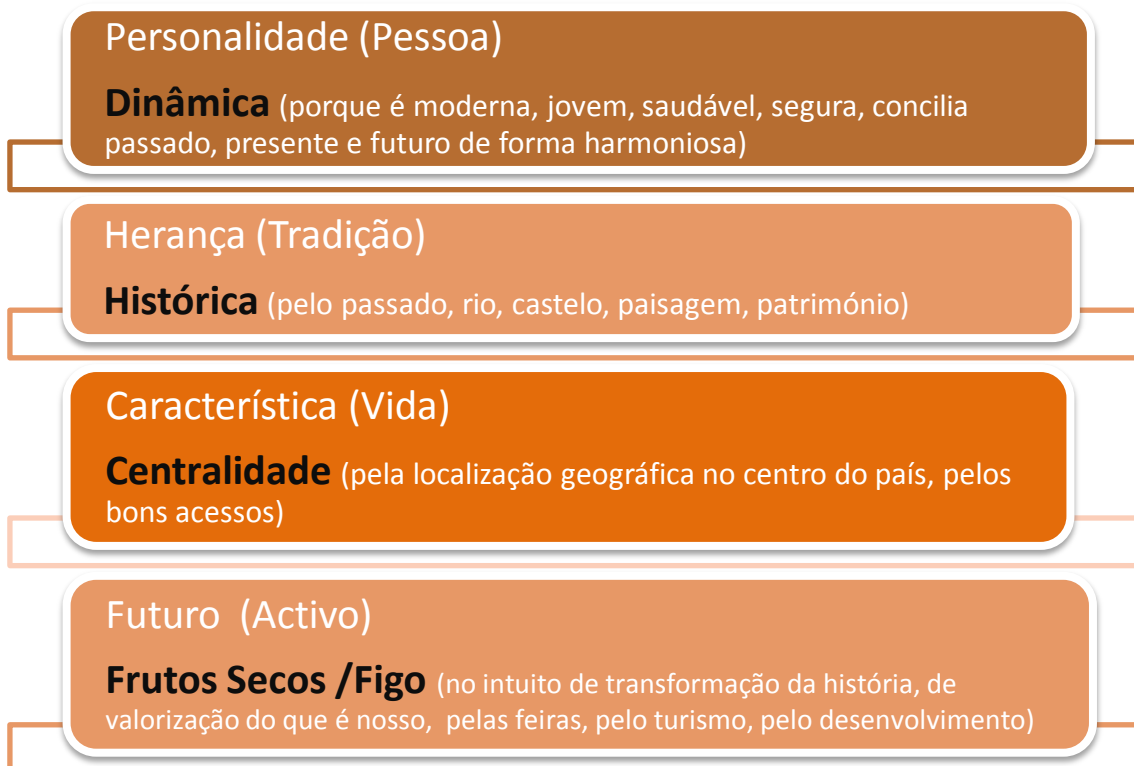 Personalidade (Pessoa)
Dinâmica (porque é moderna, jovem, saudável, segura, concilia
passado, presente e futuro de forma harmoniosa)
Herança (Tradição)
Histórica (pelo passado, rio, castelo, paisagem, património)
Característica (Vida)
Centralidade (pela localização geográfica no centro do país, pelos
bons acessos)
Futuro  (Activo)
Frutos Secos /Figo (no intuito de transformação da história, de
valorização do que é nosso,  pelas feiras, pelo turismo, pelo desenvolvimento)